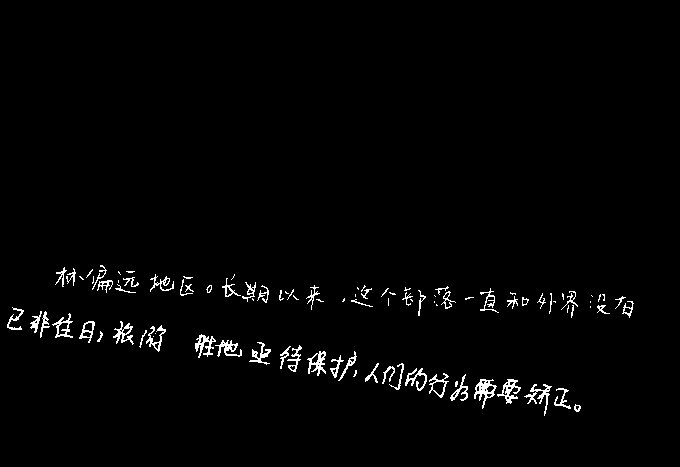 林偏远地区。长期以来,这个部落一直和外界没有
已非住日,旅游 胜地亟待保护,人们的行为需要矫正。